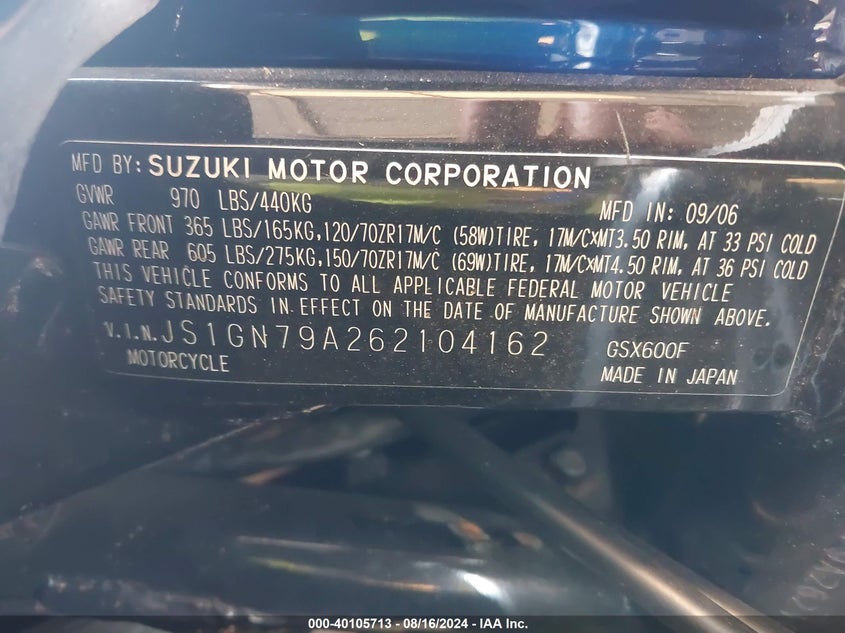 MFD BY: SUZUKI MOTOR CORPORATION
GVWR 970 LBS/440KG MFD IN: 09/06
GAWR FRONT 365 LBS/165KG,120/70ZR17M/C (58W)TIRE, 17M/C×MT3.50 RIM, AT 33 PSI COLD
GAWR REAR 605 LBS/275KG,150/70ZR17M/C (69W)TIRE, 17M/C×MT4.50 RIM, AT 36 PSI COLD
THIS VEHICLE CONFORMS TO ALL APPLICABLE FEDERAL MOTOR VEHICLE
SAFETY STANDARDS IN EFFECT ON THE DATE OF MANUFACTURE SHOWN ABOVE.
V.I.N.JS1GN79A262104162 GSX600F
MOTORCYCLE MADE IN JAPAN
000-40105713 / 08/16/2024 - IAA Inc.